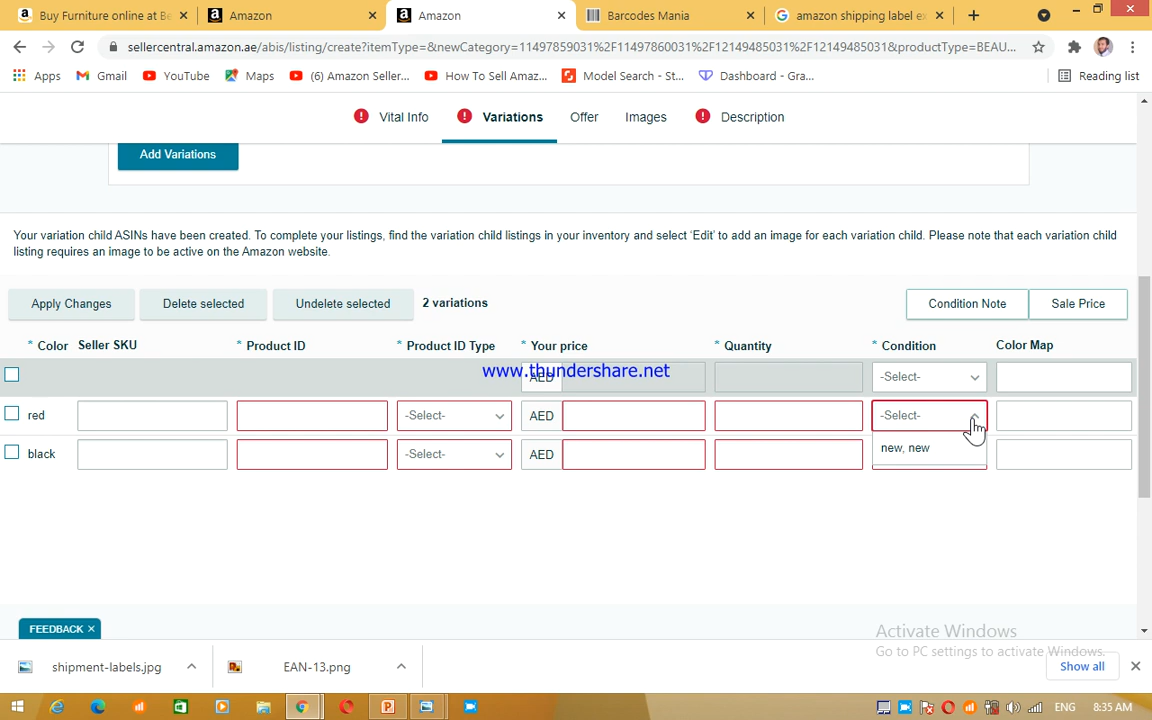 Buy Furniture online at Be
Amazon
Amazon
Barcodes Mania
amazon shipping label ex
sellercentral.amazon.ae/abis/listing/create?itemType=&newCategory=11497859031%2F11497860031%2F12149485031%2F12149485031&productType=BEAU...
Apps
Gmail
YouTube
Maps
(6) Amazon Seller...
How To Sell Amaz...
Model Search - St...
Dashboard - Gra...
Reading list
Vital Info
Variations
Offer
Images
Description
Add Variations
Your variation child ASINs have been created. To complete your listings, find the variation child listings in your inventory and select 'Edit' to add an image for each variation child. Please note that each variation child
listing requires an image to be active on the Amazon website.
Apply Changes
Delete selected
Undelete selected
2 variations
Condition Note
Sale Price
* Color
Seller SKU
* Product ID
* Product ID Type
* Your price
* Quantity
* Condition
Color Map
www.thundershare.net
AED
-Select-
red
-Select-
AED
-Select-
new, new
black
-Select-
AED
FEEDBACK ×
Activate Windows
Go to PC settings to activate Windows.
shipment-labels.jpg
EAN-13.png
Show all
ENG
8:35 AM